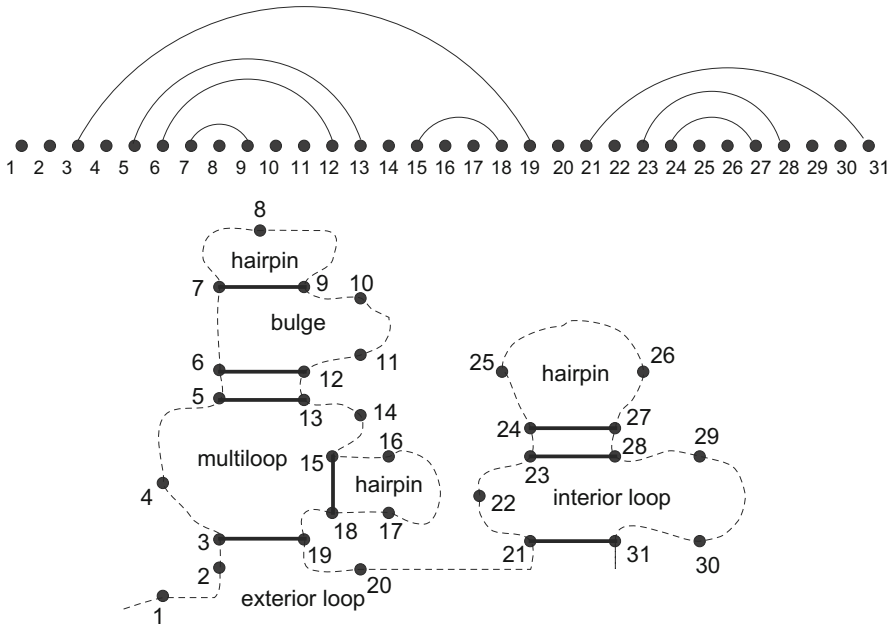 1 2 3 4 5 6 7 8 9 10 11 12 13 14 15 16 17 18 19 20 21 22 23 24 25 26 27 28 29 30 31
8
hairpin
7 9 10
bulge
6 12 11
5 13 14
25 hairpin 26
24 27
23 28 29
multiloop 15 16
hairpin
4 18 17
22 interior loop
3 19 21 31 30
2 20
1 exterior loop